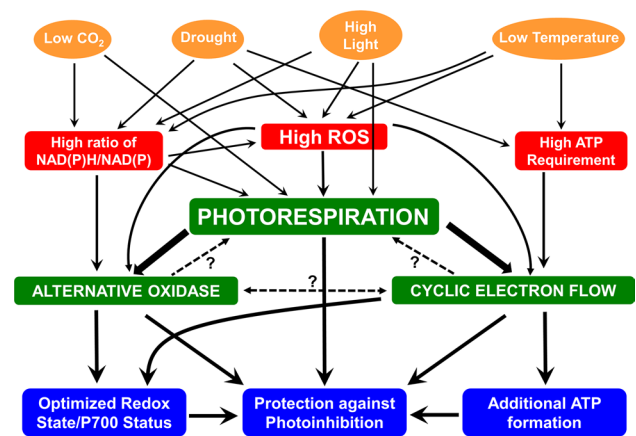 Low CO₂
Drought
High
Light
Low Temperature
High ratio of
NAD(P)H/NAD(P)
High ROS
High ATP
Requirement
PHOTORESPIRATION
?
?
?
ALTERNATIVE OXIDASE
CYCLIC ELECTRON FLOW
Optimized Redox
State/P700 Status
Protection against
Photoinhibition
Additional ATP
formation